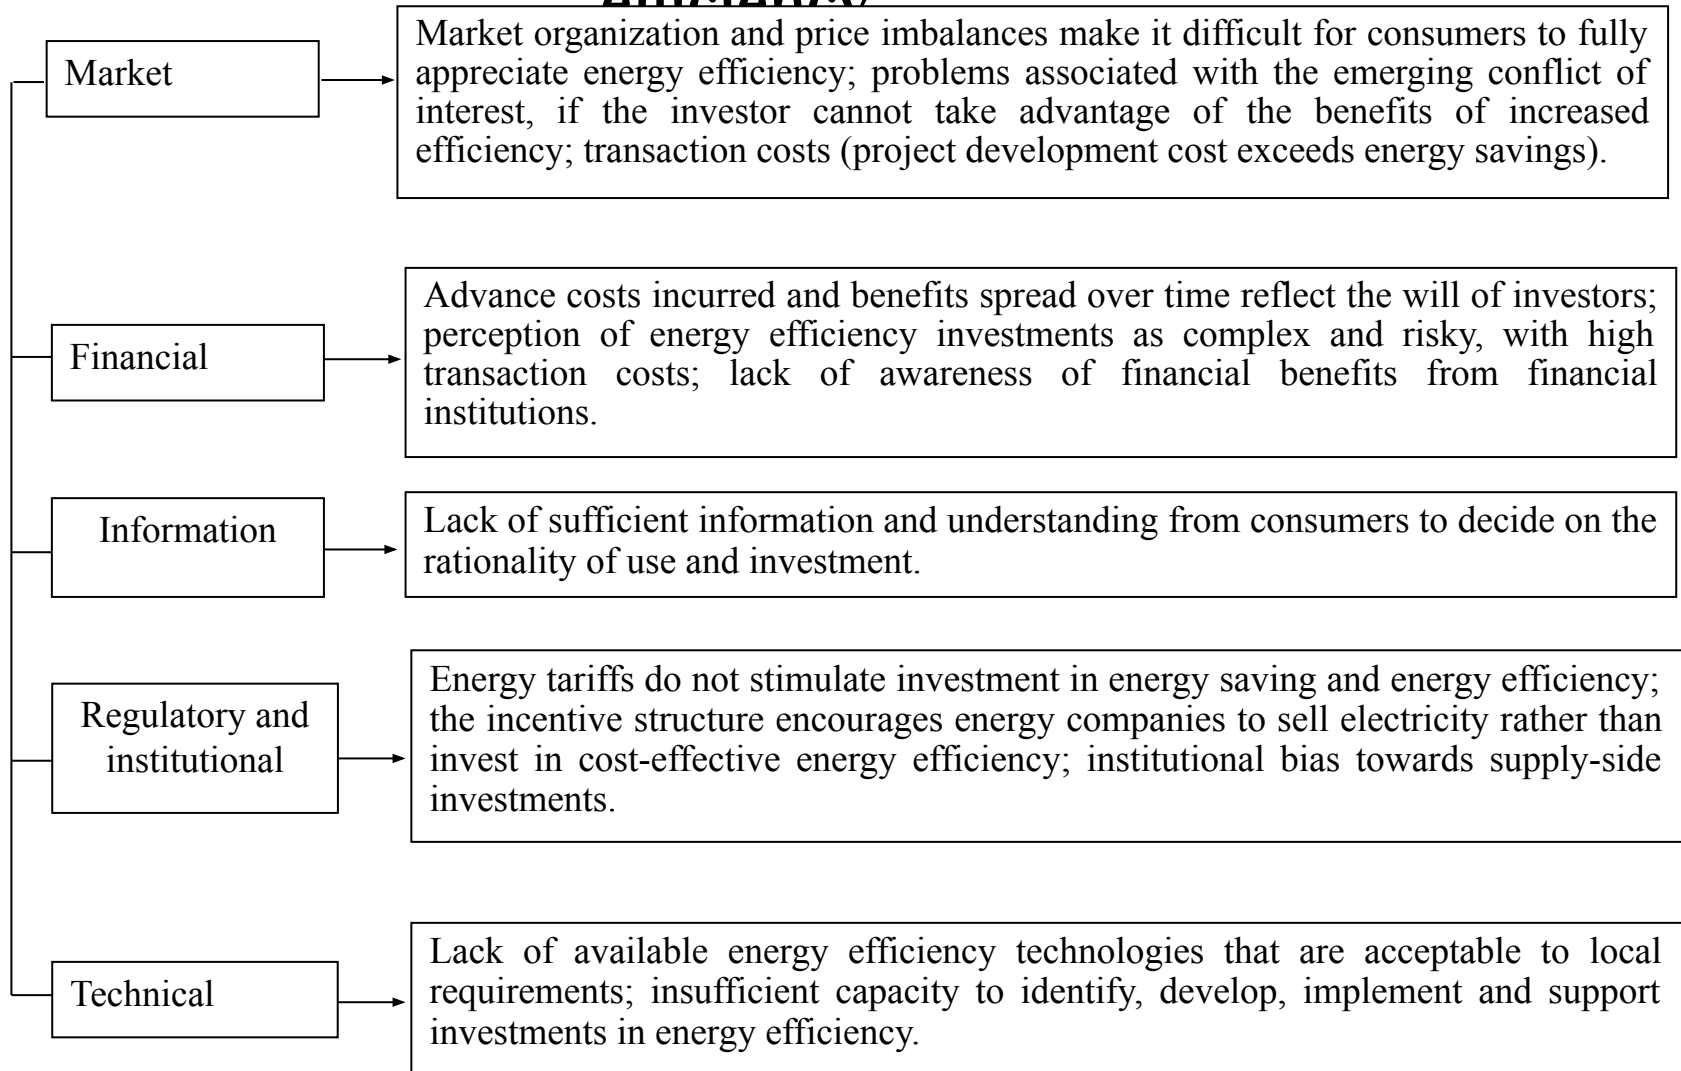 efficiency
Market
Market organization and price imbalances make it difficult for consumers to fully
appreciate energy efficiency; problems associated with the emerging conflict of
interest, if the investor cannot take advantage of the benefits of increased
efficiency; transaction costs (project development cost exceeds energy savings).
Financial
Advance costs incurred and benefits spread over time reflect the will of investors;
perception of energy efficiency investments as complex and risky, with high
transaction costs; lack of awareness of financial benefits from financial
institutions.
Information
Lack of sufficient information and understanding from consumers to decide on the
rationality of use and investment.
Regulatory and
institutional
Energy tariffs do not stimulate investment in energy saving and energy efficiency;
the incentive structure encourages energy companies to sell electricity rather than
invest in cost-effective energy efficiency; institutional bias towards supply-side
investments.
Technical
Lack of available energy efficiency technologies that are acceptable to local
requirements; insufficient capacity to identify, develop, implement and support
investments in energy efficiency.